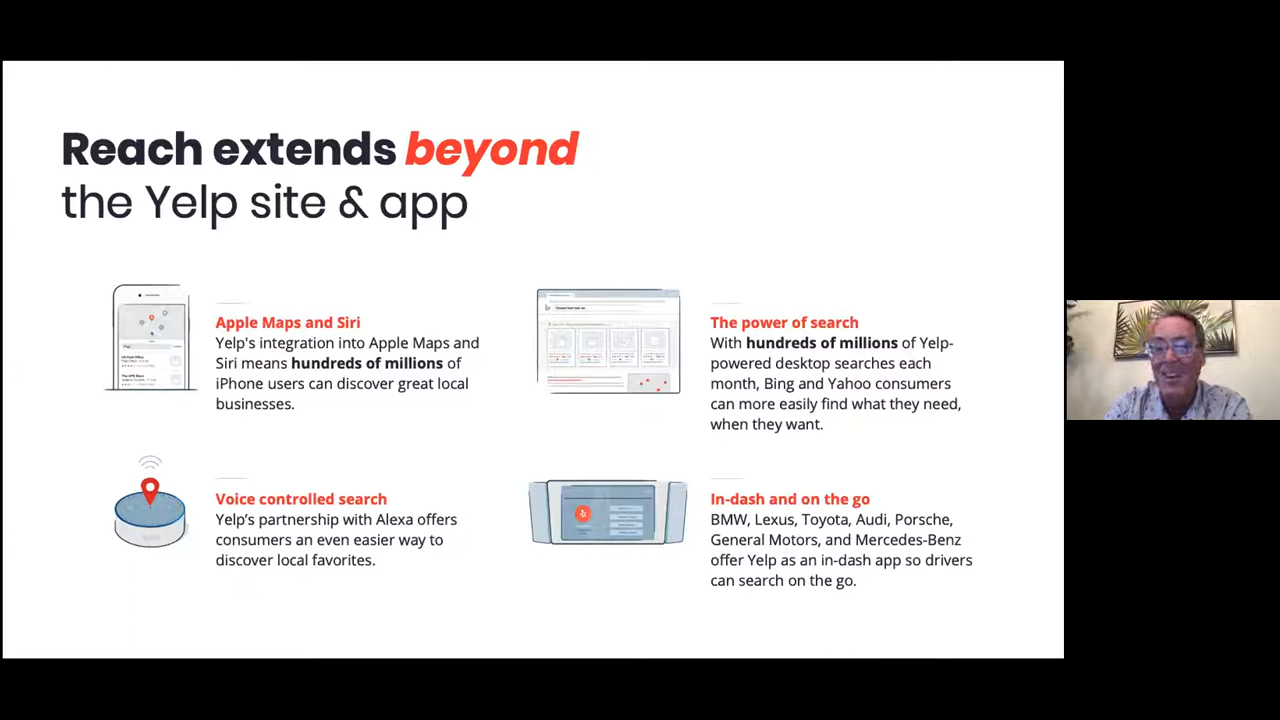 Reach extends beyond
the Yelp site & app
Apple Maps and Siri
Yelp's integration into Apple Maps and
Siri means hundreds of millions of
iPhone users can discover great local
businesses.
The power of search
With hundreds of millions of Yelp-
powered desktop searches each
month, Bing and Yahoo consumers
can more easily find what they need,
when they want.
Voice controlled search
Yelp’s partnership with Alexa offers
consumers an even easier way to
discover local favorites.
In-dash and on the go
BMW, Lexus, Toyota, Audi, Porsche,
General Motors, and Mercedes-Benz
offer Yelp as an in-dash app so drivers
can search on the go.